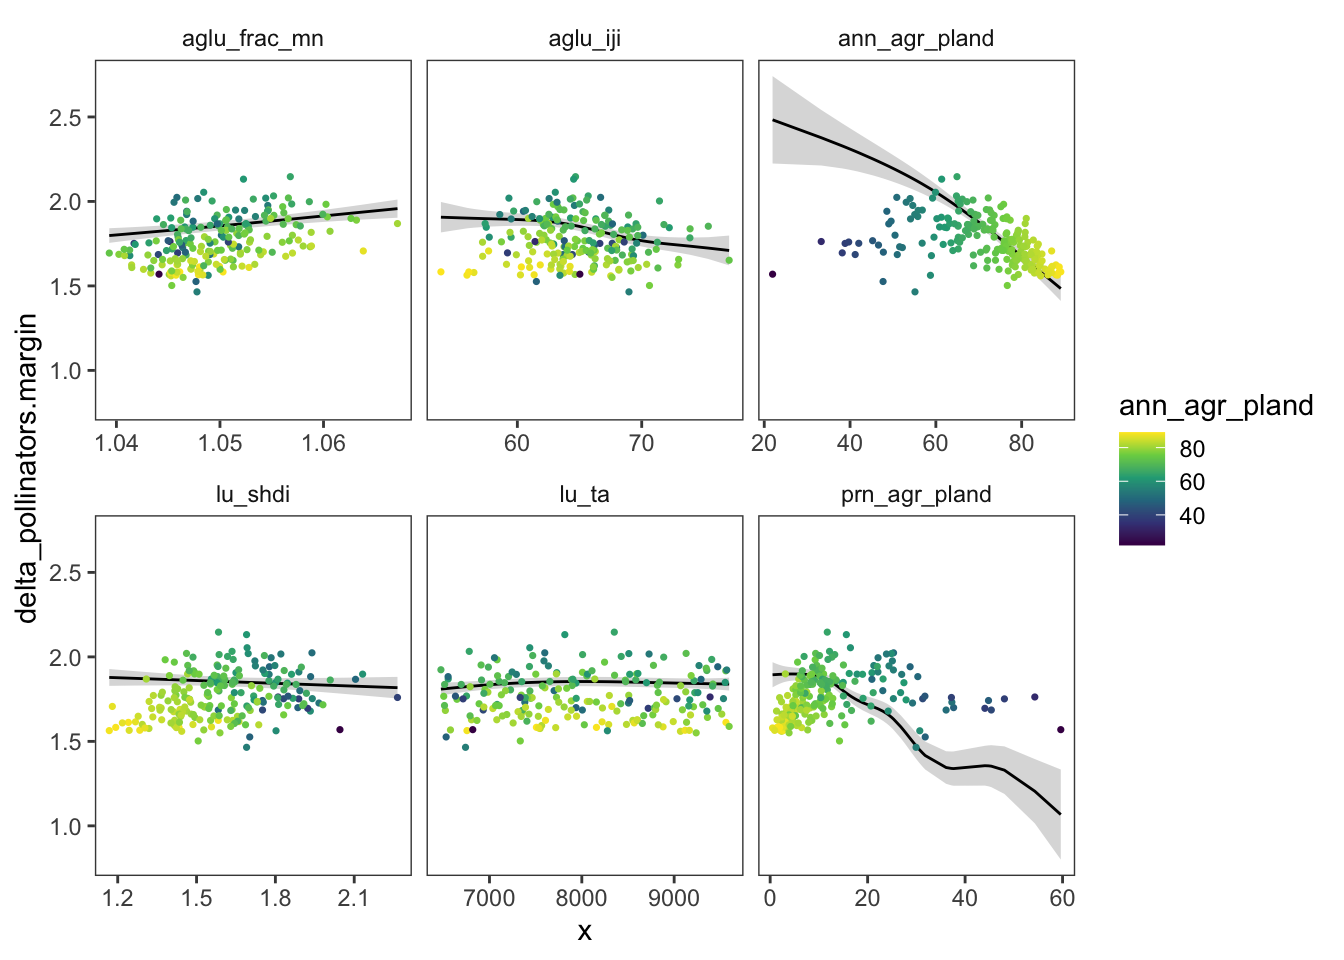 aglu_frac_mn aglu_iji ann_agr_pland
2.5
2.0
1.5
1.0
1.04 1.05 1.06 60 70 20 40 60 80
lu_shdi lu_ta prn_agr_pland
2.5
2.0
1.5
1.0
1.2 1.5 1.8 2.1 7000 8000 9000 0 20 40 60
x
delta_pollinators.margin
ann_agr_pland
80
60
40